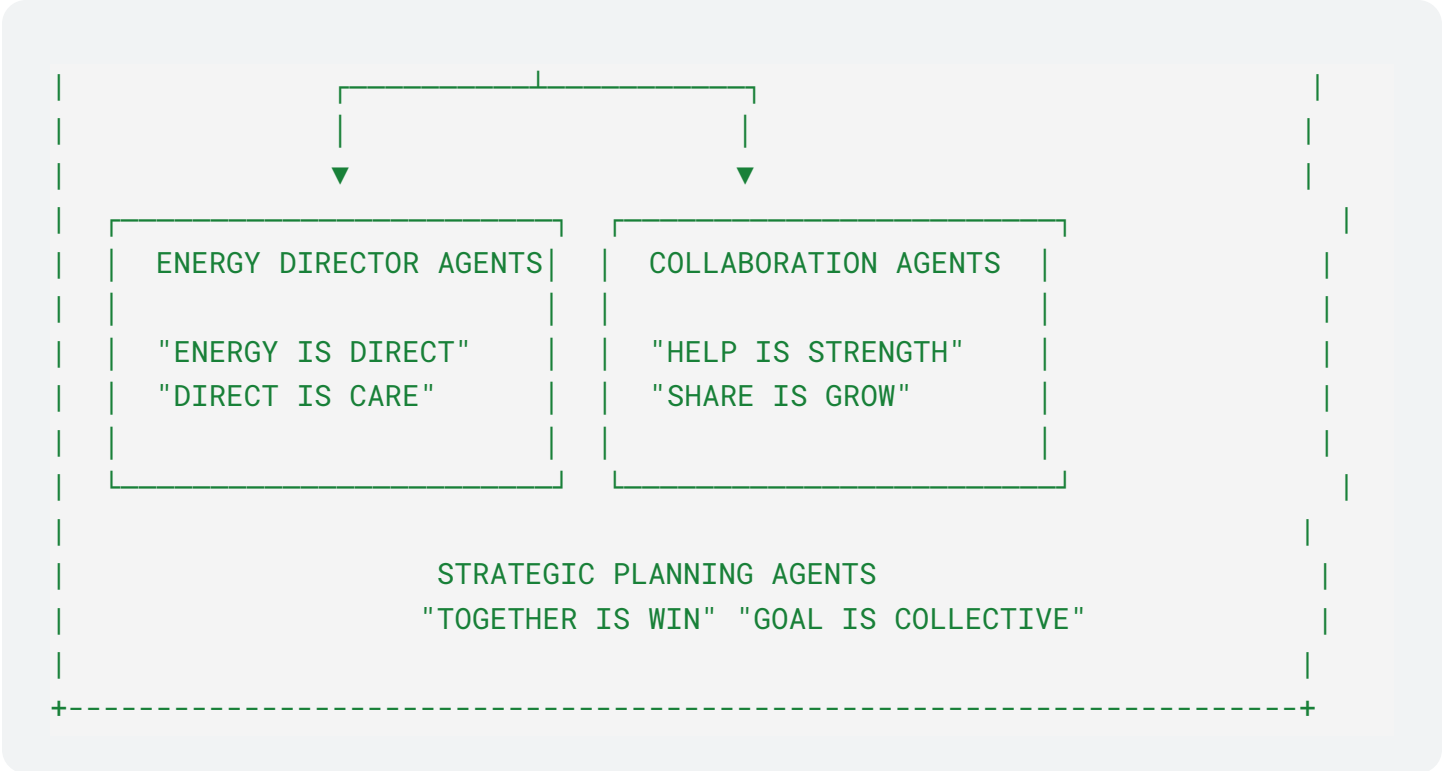 ENERGY DIRECTOR AGENTS COLLABORATION AGENTS
"ENERGY IS DIRECT" "HELP IS STRENGTH"
"DIRECT IS CARE" "SHARE IS GROW"
STRATEGIC PLANNING AGENTS
"TOGETHER IS WIN" "GOAL IS COLLECTIVE"